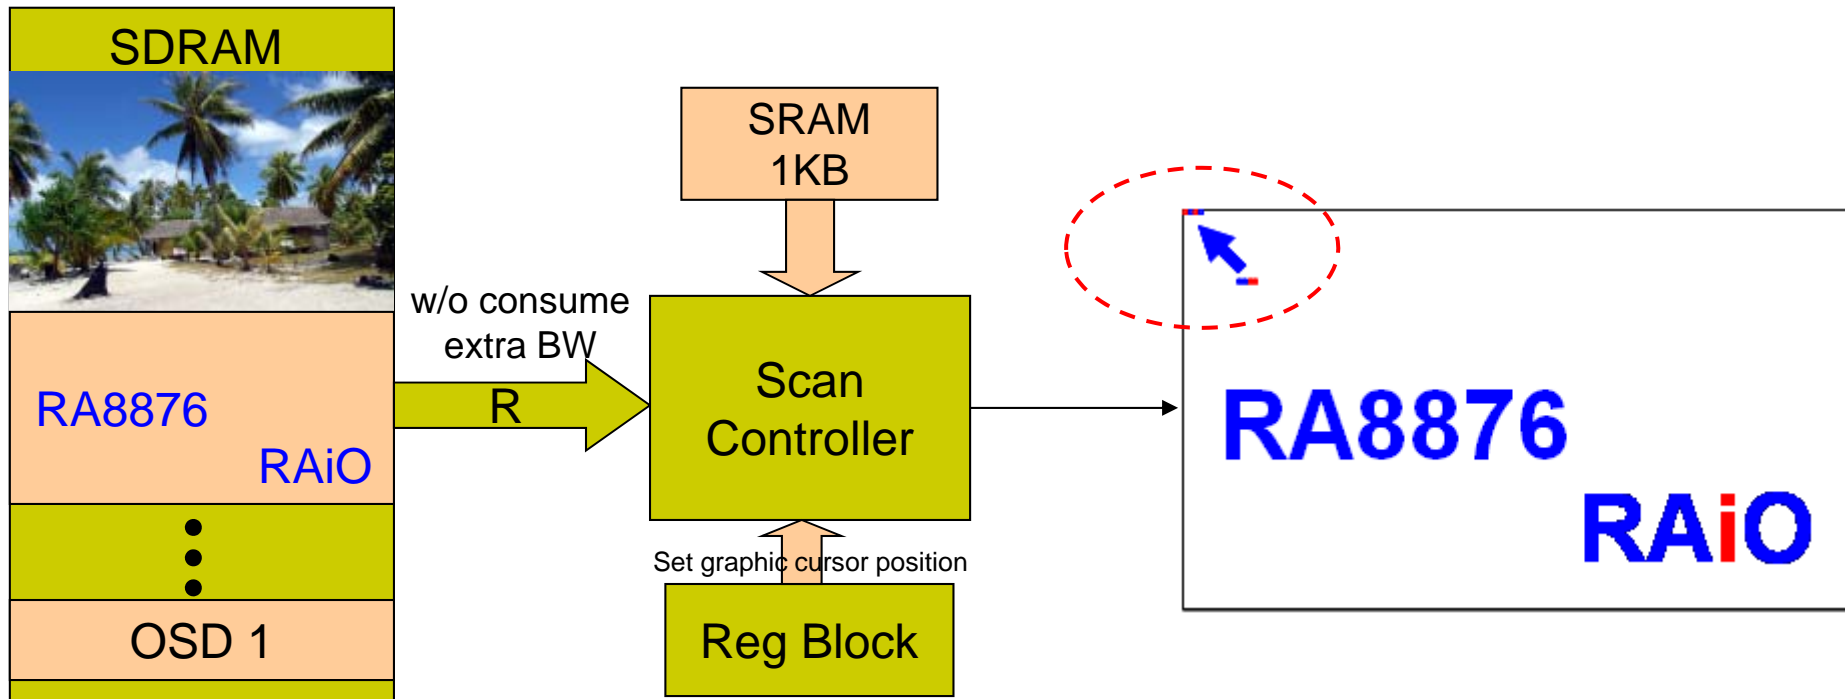 SDRAM
RA8876
RAiO
OSD 1
w/o consume
extra BW
R
SRAM
1KB
Scan
Controller
Set graphic cursor position
Reg Block
RA8876
RAiO